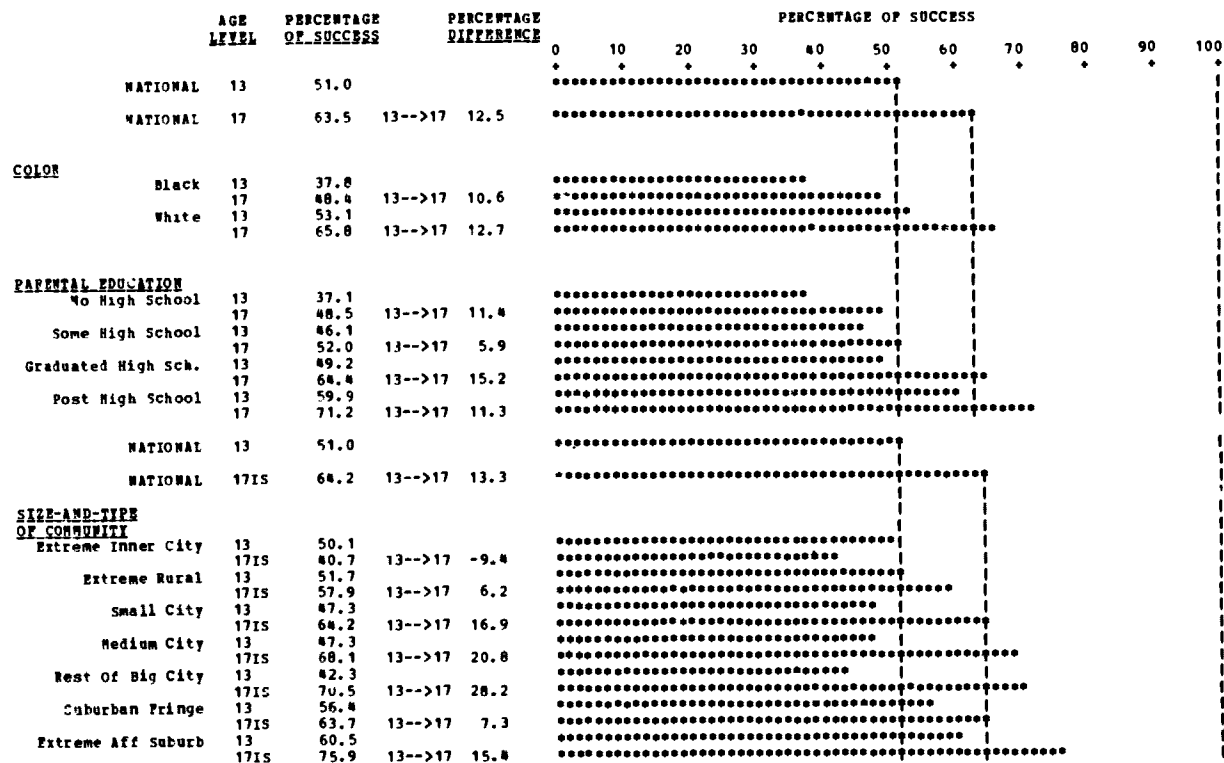 AGE PERCENTAGE PERCENTAGE PERCENTAGE OF SUCCESS
LEVEL OF SUCCESS DIFFERENCE
0 10 20 30 40 50 60 70 80 90 100
+ + + + + + + + + + +
NATIONAL 13 51.0
NATIONAL 17 63.5 13-->17 12.5
COLOR
Black 13 37.8
17 48.4 13-->17 10.6
White 13 53.1
17 65.8 13-->17 12.7
PARENTAL EDUCATION
No High School 13 37.1
17 48.5 13-->17 11.4
Some High School 13 46.1
17 52.0 13-->17 5.9
Graduated High Sch. 13 49.2
17 64.4 13-->17 15.2
Post High School 13 59.9
17 71.2 13-->17 11.3
NATIONAL 13 51.0
NATIONAL 17IS 64.2 13-->17 13.3
SIZE-AND-TYPE
OF COMMUNITY
Extreme Inner City 13 50.1
17IS 40.7 13-->17 -9.4
Extreme Rural 13 51.7
17IS 57.9 13-->17 6.2
Small City 13 47.3
17IS 64.2 13-->17 16.9
Medium City 13 47.3
17IS 68.1 13-->17 20.8
Rest Of Big City 13 42.3
17IS 70.5 13-->17 28.2
Suburban Fringe 13 56.4
17IS 63.7 13-->17 7.3
Extreme Aff Suburb 13 60.5
17IS 75.9 13-->17 15.4